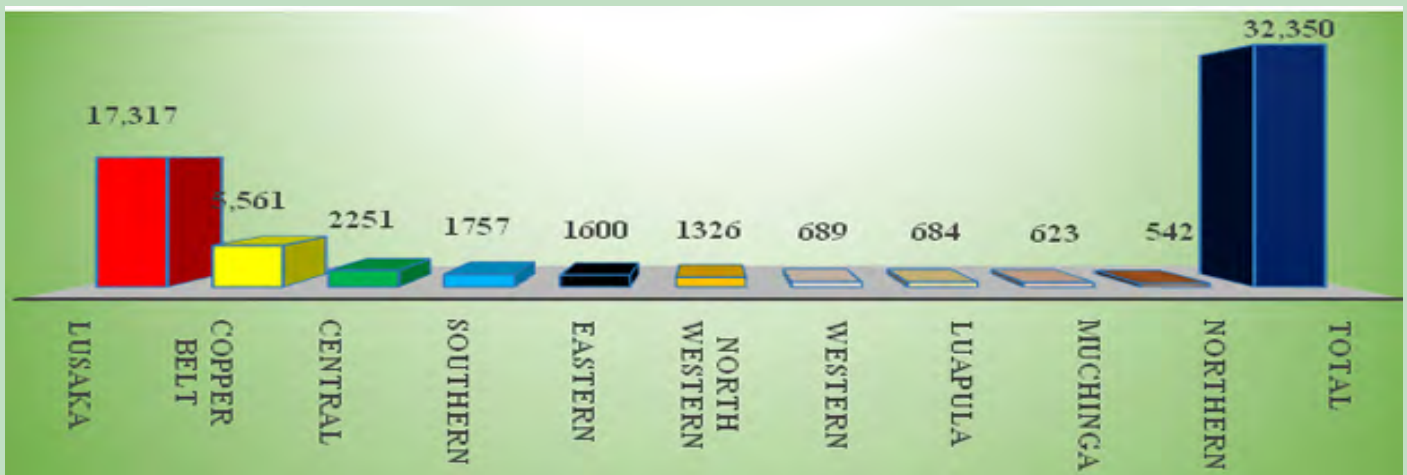 32,350
17,317
5,561
2251
1757
1600
1326
689
684
623
542
LUSAKA
COPPER
BELT
CENTRAL
SOUTHERN
EASTERN
NORTH
WESTERN
WESTERN
LUAPULA
MUCHINGA
NORTHERN
TOTAL